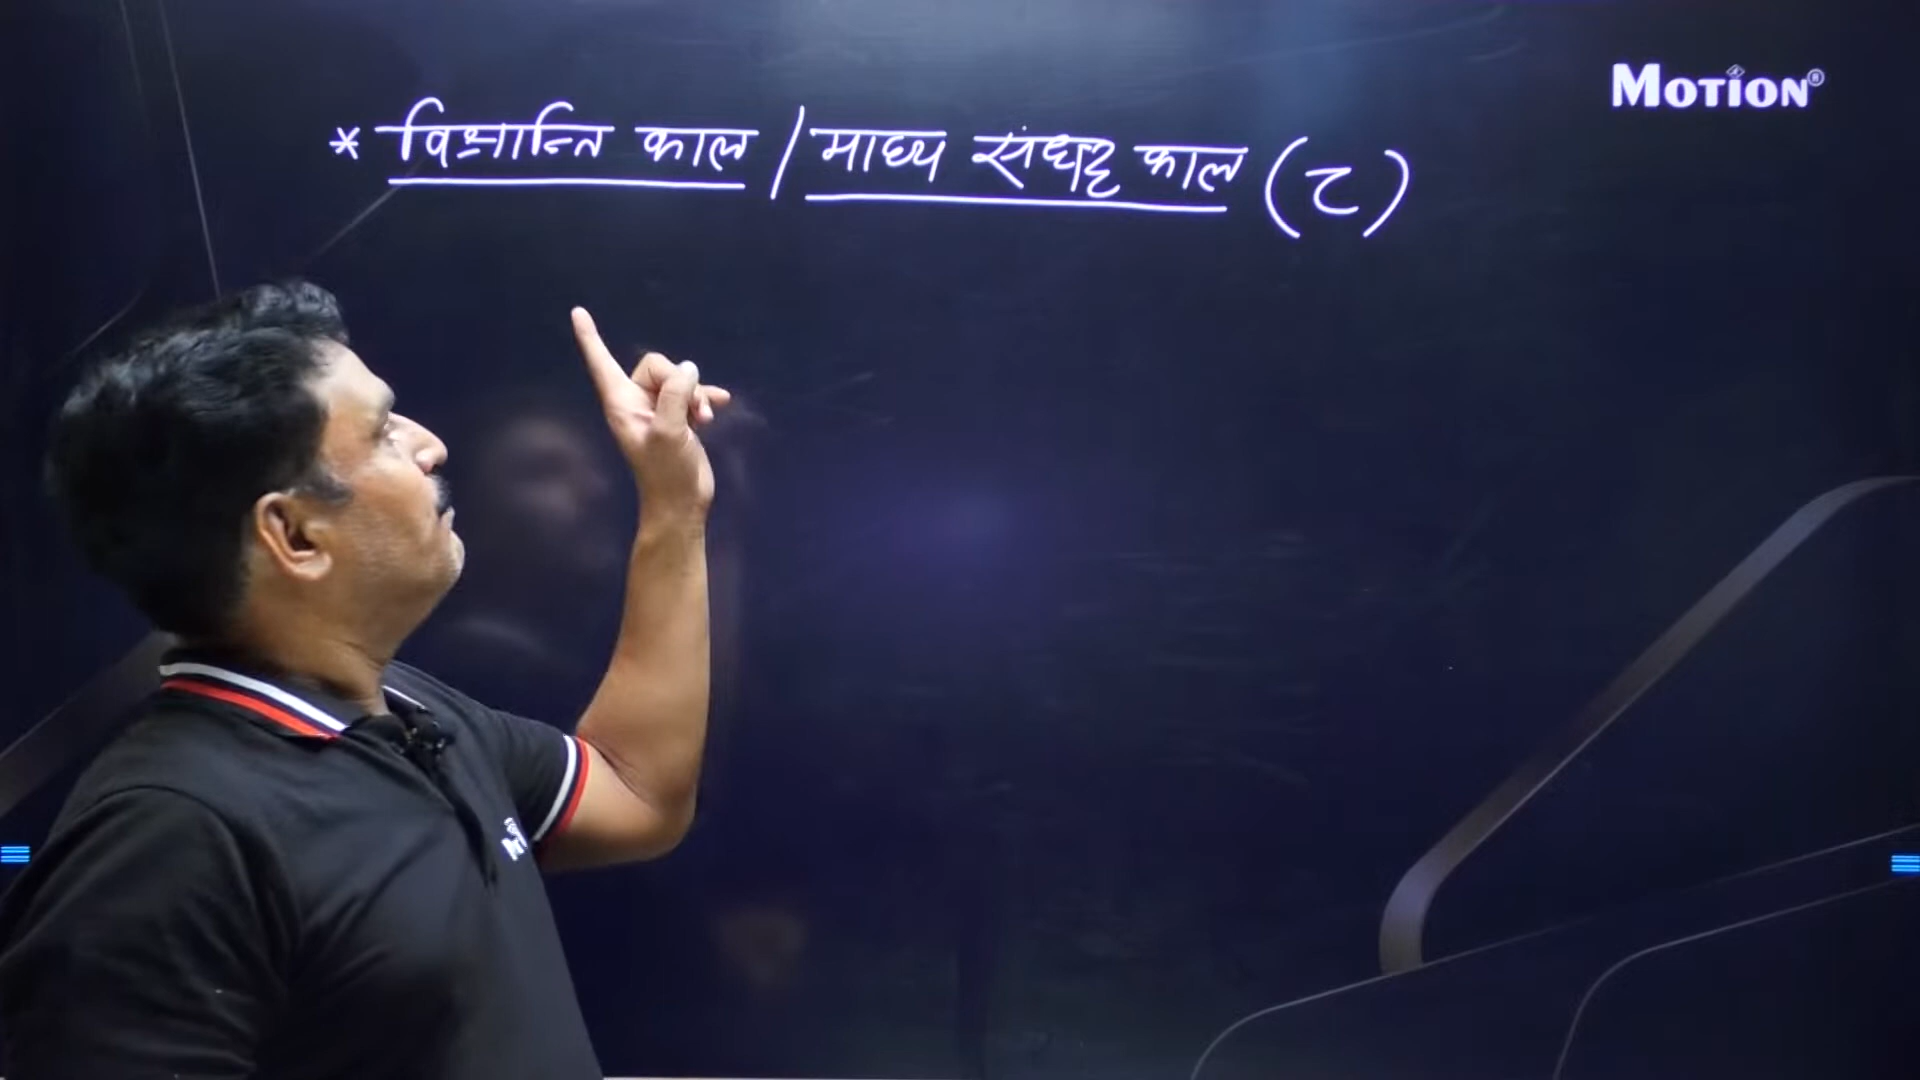 MOTION®
* विश्रान्ति काल / माध्य संघट्ट काल (τ)